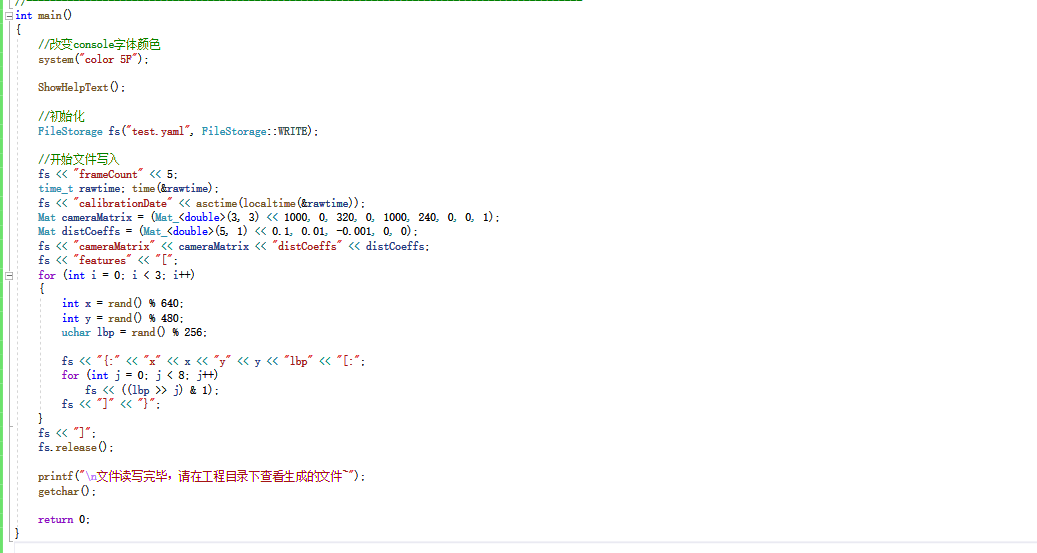 //----------------------------------------------------------------------------------------------
int main()
{
    //改变console字体颜色
    system("color 5F");

    ShowHelpText();

    //初始化
    FileStorage fs("test.yaml", FileStorage::WRITE);

    //开始文件写入
    fs << "frameCount" << 5;
    time_t rawtime; time(&rawtime);
    fs << "calibrationDate" << asctime(localtime(&rawtime));
    Mat cameraMatrix = (Mat_<double>(3, 3) << 1000, 0, 320, 0, 1000, 240, 0, 0, 1);
    Mat distCoeffs = (Mat_<double>(5, 1) << 0.1, 0.01, -0.001, 0, 0);
    fs << "cameraMatrix" << cameraMatrix << "distCoeffs" << distCoeffs;
    fs << "features" << "[";
    for (int i = 0; i < 3; i++)
    {
        int x = rand() % 640;
        int y = rand() % 480;
        uchar lbp = rand() % 256;

        fs << "{:" << "x" << x << "y" << y << "lbp" << "[:";
        for (int j = 0; j < 8; j++)
            fs << ((lbp >> j) & 1);
        fs << "]" << "}";
    }
    fs << "]";
    fs.release();

    printf("\n文件读写完毕，请在工程目录下查看生成的文件~");
    getchar();

    return 0;
}